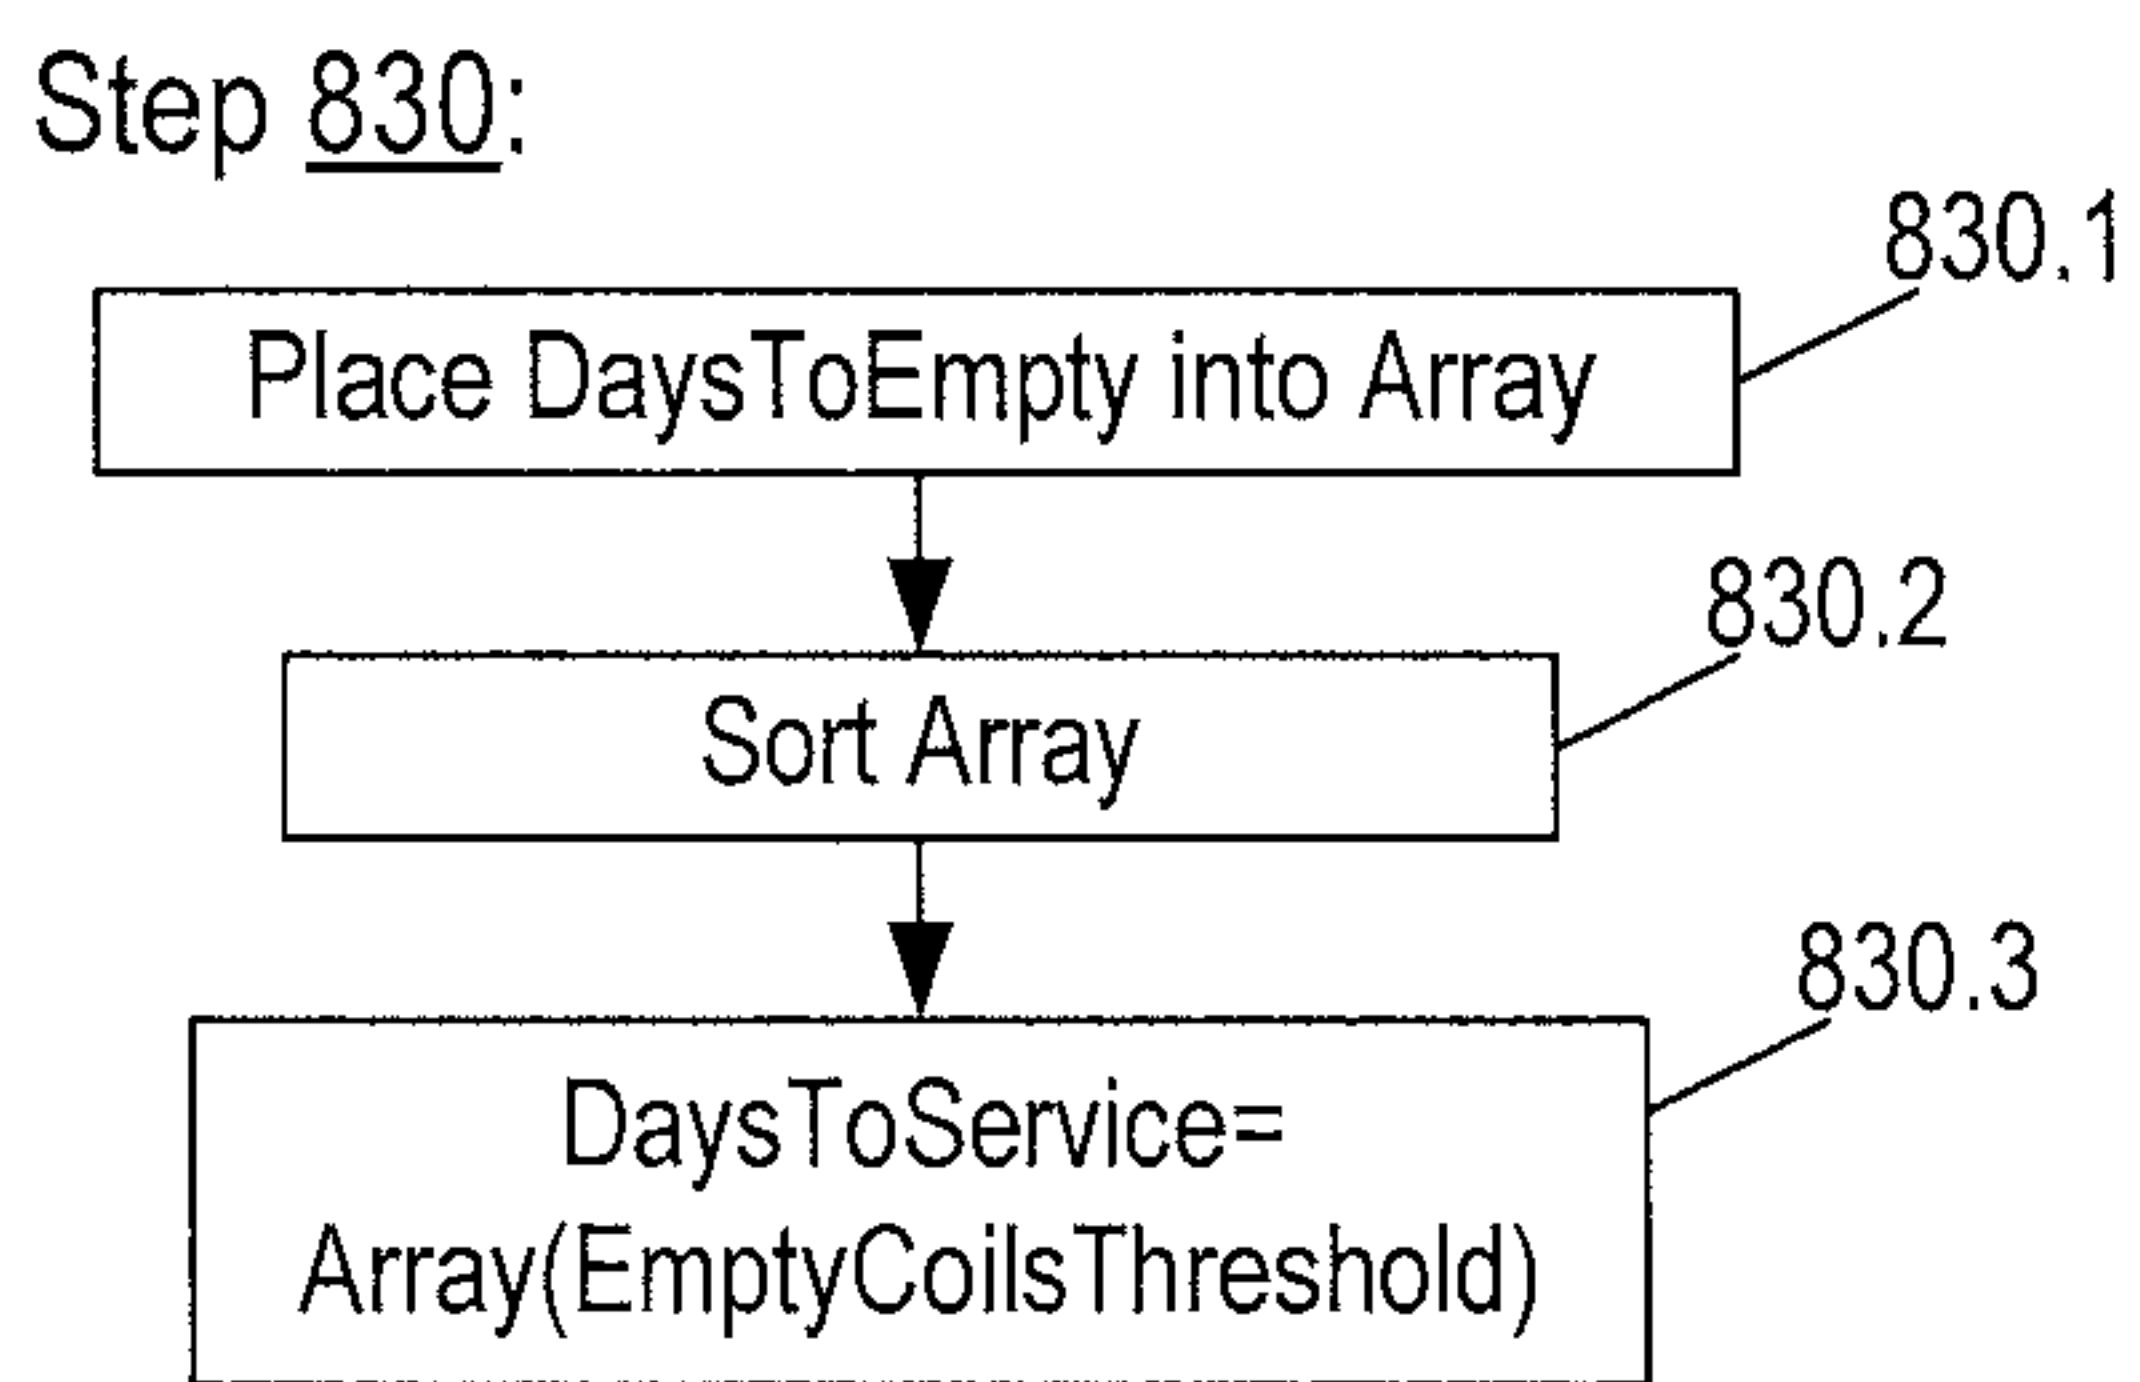 Step 830:
830.1
Place DaysToEmpty into Array
830.2
Sort Array
830.3
DaysToService=
Array(EmptyCoilsThreshold)